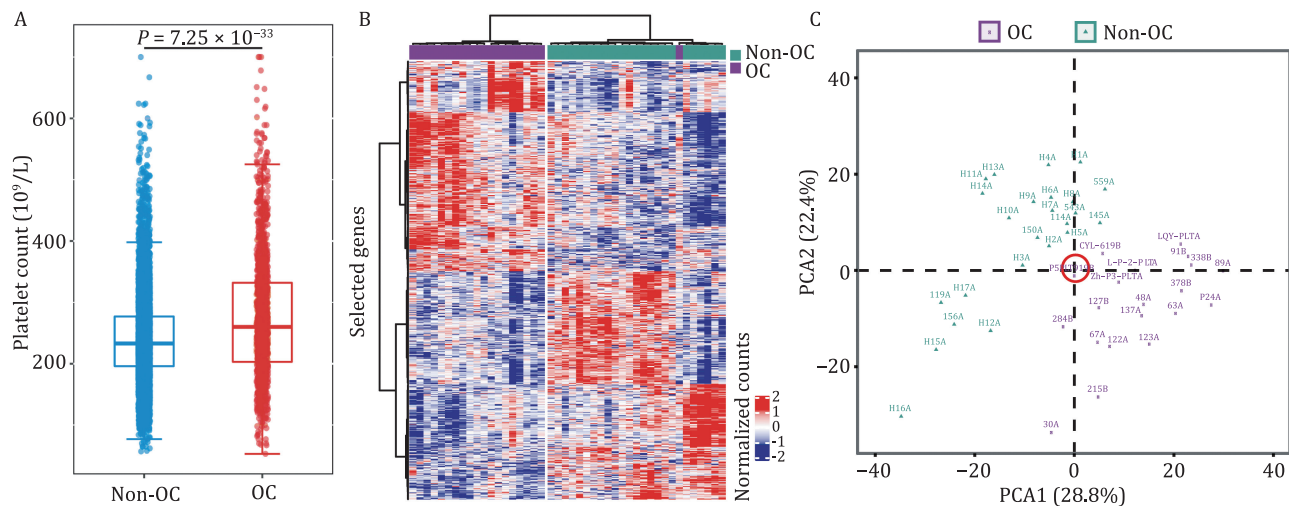 A
P = 7.25 × 10⁻³³
Platelet count (10⁹/L)
600
400
200
Non-OC
OC
B
Non-OC
OC
Selected genes
Normalized counts
2
1
0
-1
-2
C
OC
Non-OC
PCA2 (22.4%)
40
20
0
−20
−40
−20
0
20
40
PCA1 (28.8%)
H4A
H11A
H13A
H14A
H9A
H6A
H8A
559A
H7A
543A
H10A
114A
145A
150A
H5A
H2A
CYL-619B
LQY-PLTA
91B
H3A
L-P-2-PLTA
338B
89A
Zh-P3-PLTA
H17A
119A
378B
127B
48A
P24A
137A
63A
156A
H12A
284B
67A
122A
123A
H15A
215B
H16A
30A